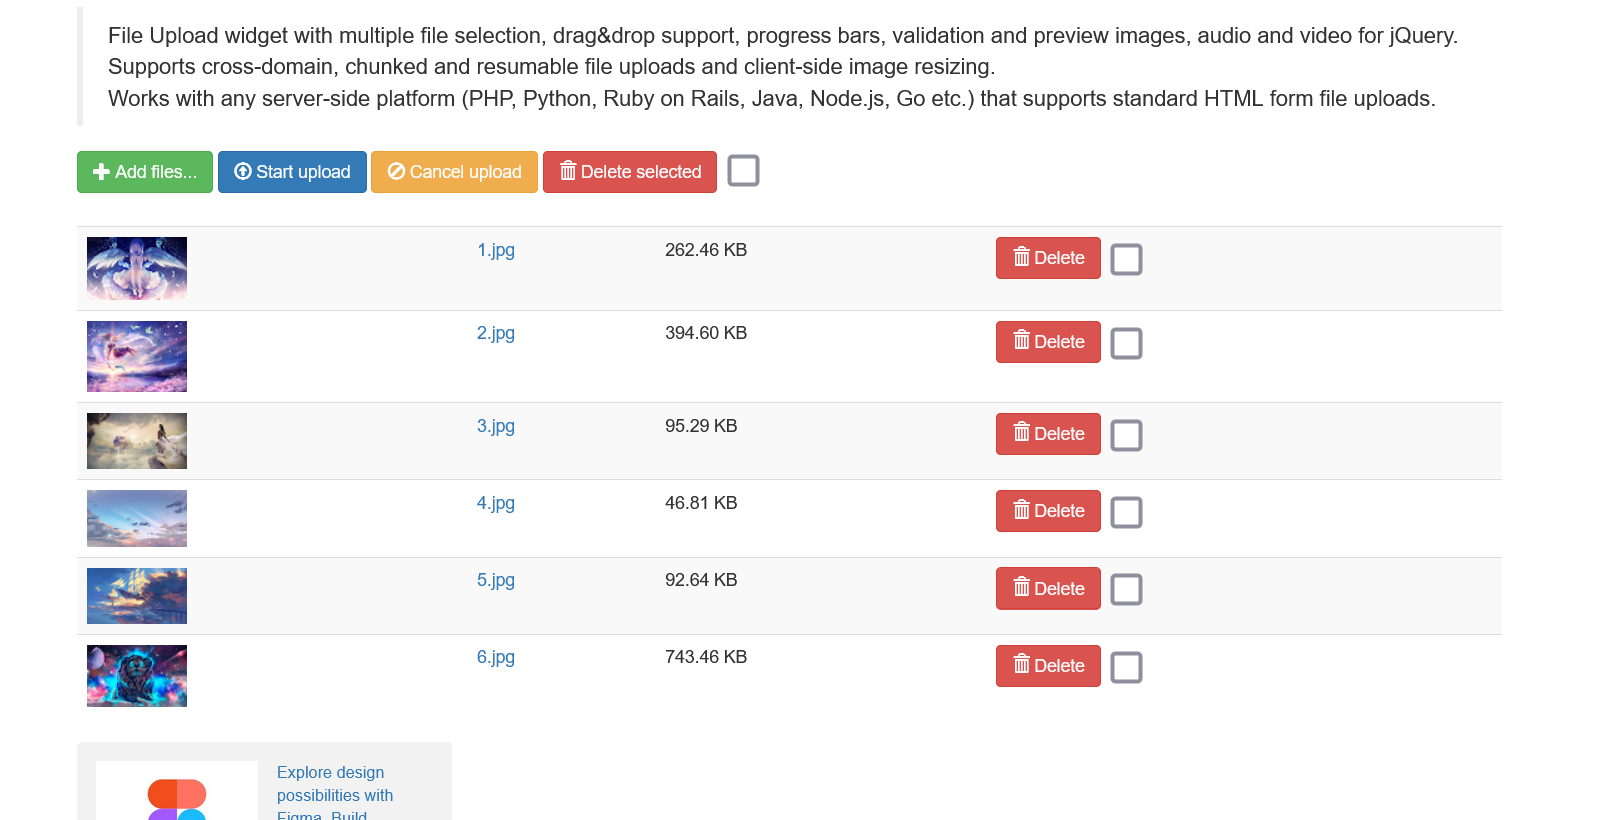 File Upload widget with multiple file selection, drag&drop support, progress bars, validation and preview images, audio and video for jQuery.
Supports cross-domain, chunked and resumable file uploads and client-side image resizing.
Works with any server-side platform (PHP, Python, Ruby on Rails, Java, Node.js, Go etc.) that supports standard HTML form file uploads.
Add files... Start upload Cancel upload Delete selected
1.jpg 262.46 KB Delete
2.jpg 394.60 KB Delete
3.jpg 95.29 KB Delete
4.jpg 46.81 KB Delete
5.jpg 92.64 KB Delete
6.jpg 743.46 KB Delete
Explore design
possibilities with
Figma. Build